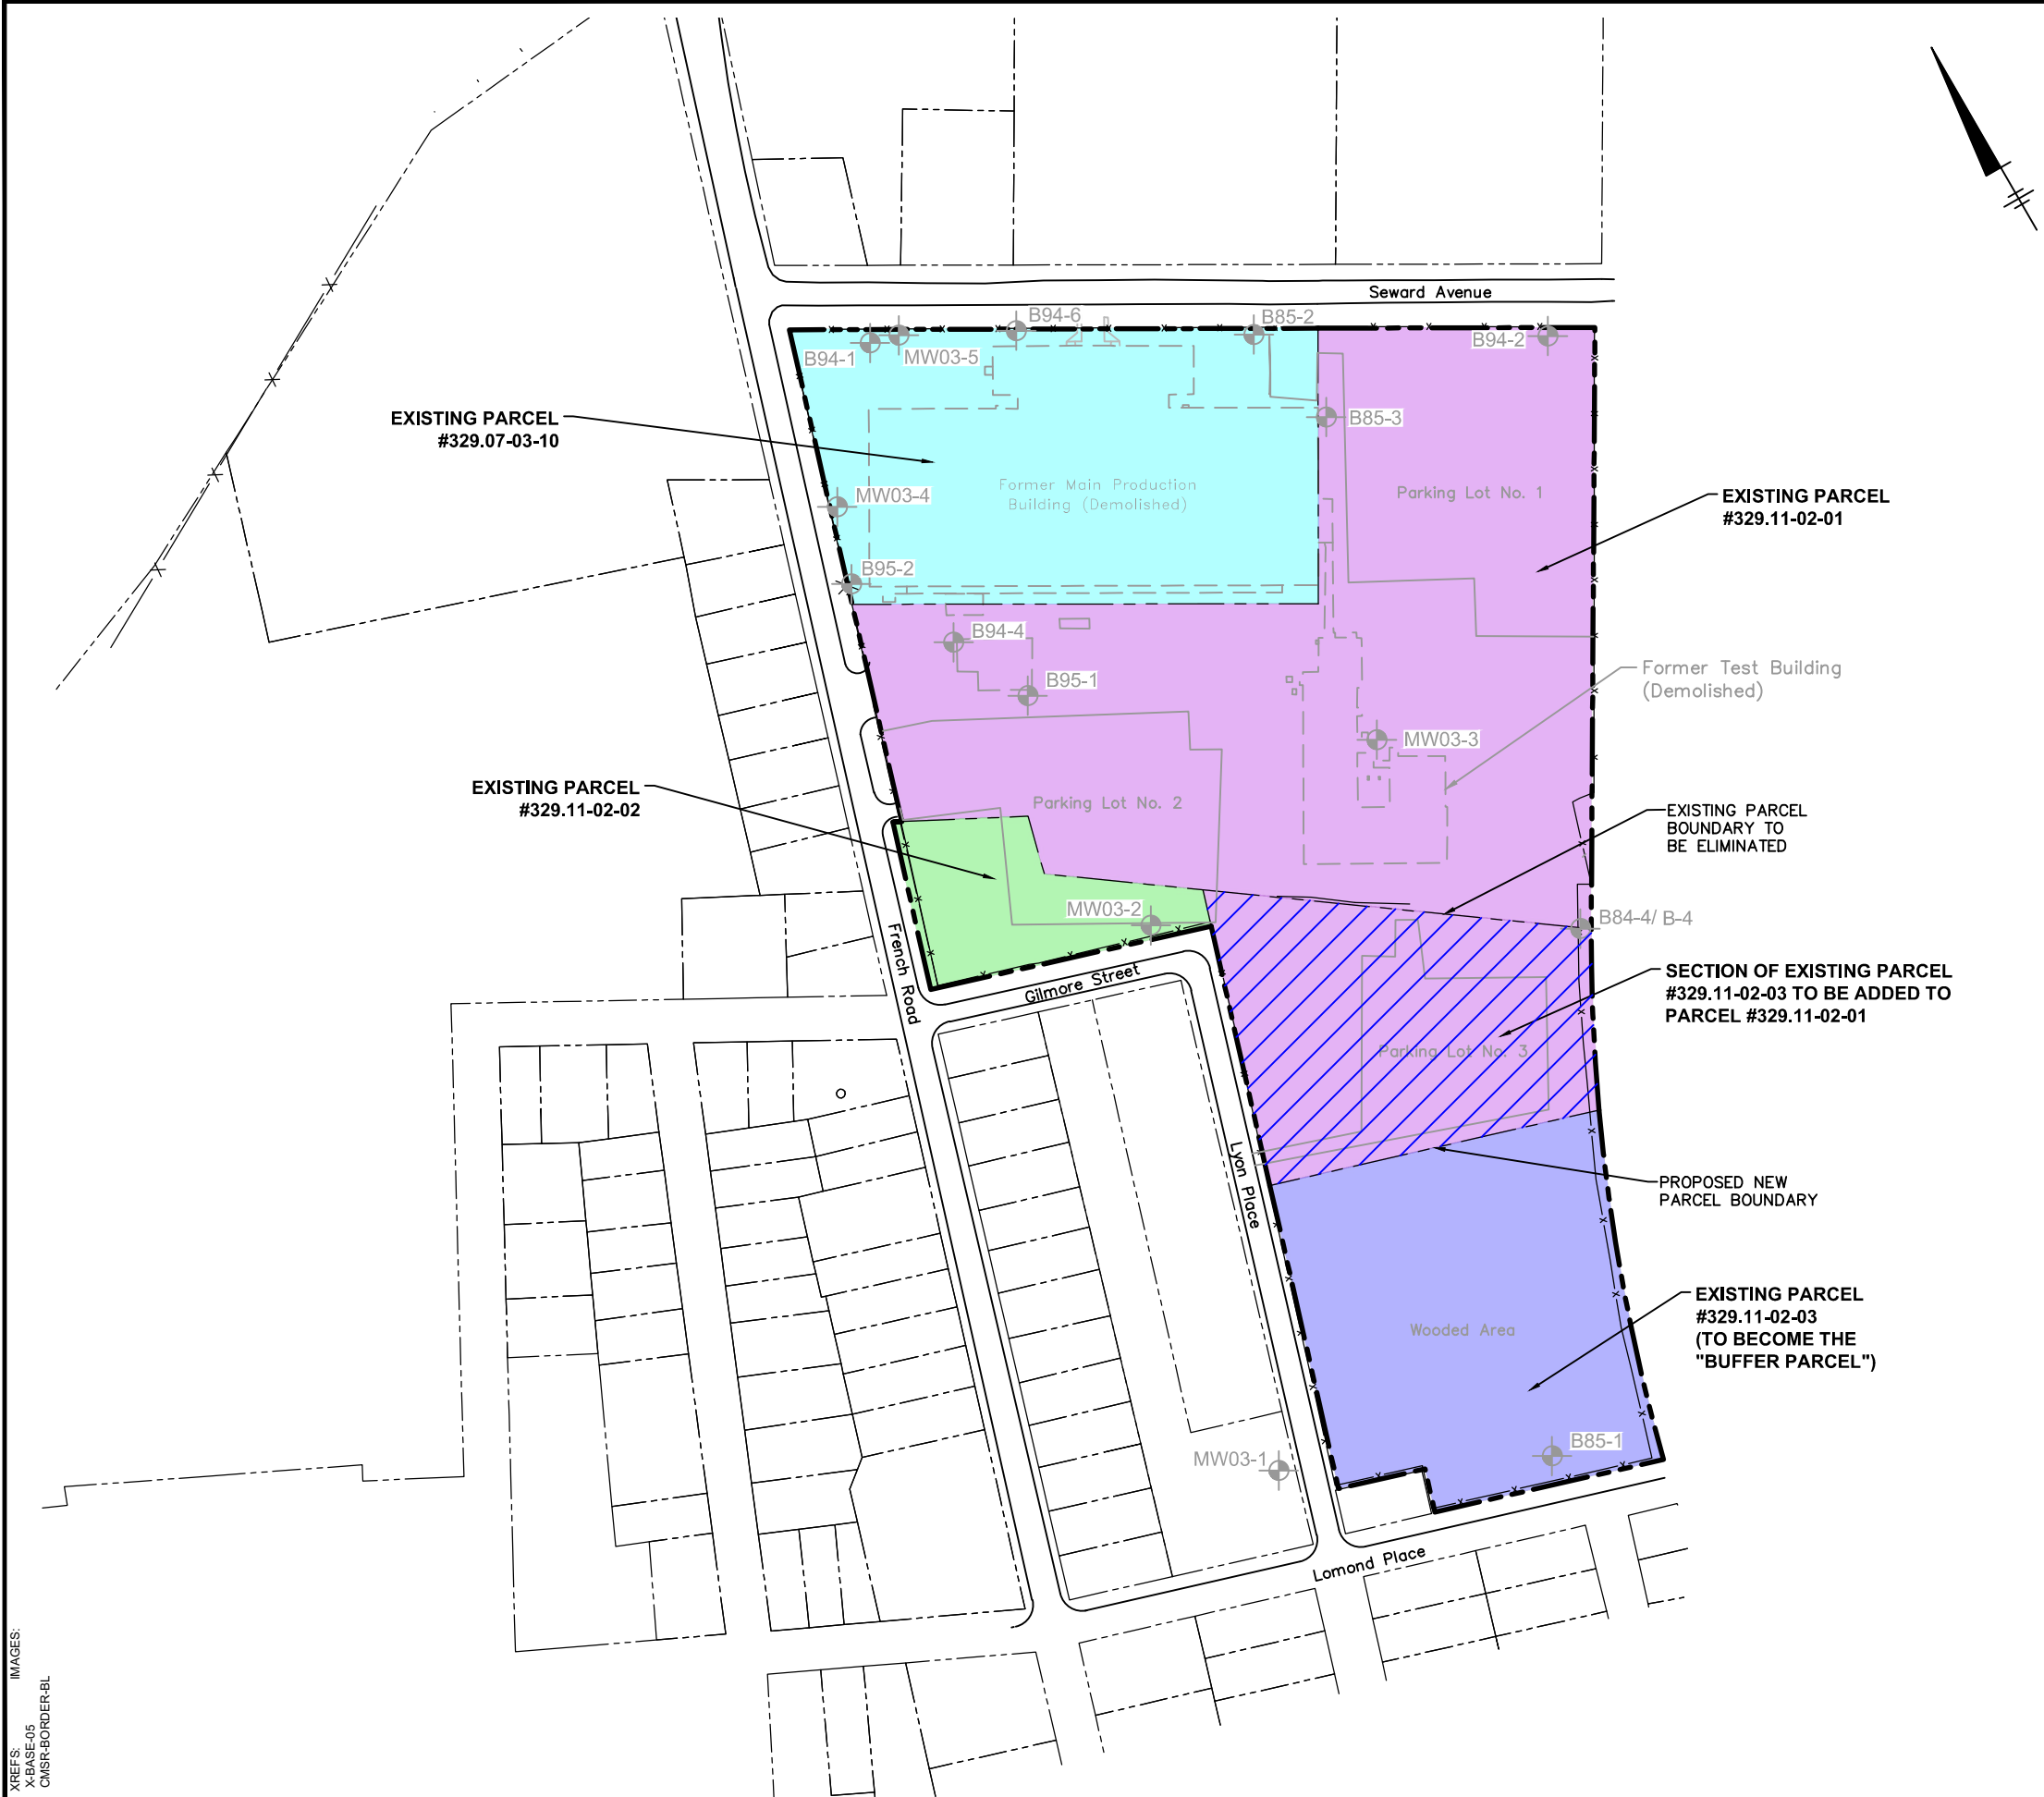 Seward Avenue
B94-6
B85-2
B94-1
MW03-5
B94-2
EXISTING PARCEL
#329.07-03-10
B85-3
Former Main Production
Building (Demolished)
MW03-4
Parking Lot No. 1
EXISTING PARCEL
#329.11-02-01
B95-2
B94-4
B95-1
Former Test Building
(Demolished)
MW03-3
EXISTING PARCEL
#329.11-02-02
Parking Lot No. 2
EXISTING PARCEL
BOUNDARY TO
BE ELIMINATED
MW03-2
B84-4/ B-4
French Road
Gilmore Street
SECTION OF EXISTING PARCEL
#329.11-02-03 TO BE ADDED TO
PARCEL #329.11-02-01
Parking Lot No. 3
Lyon Place
PROPOSED NEW
PARCEL BOUNDARY
EXISTING PARCEL
#329.11-02-03
(TO BECOME THE
"BUFFER PARCEL")
Wooded Area
MW03-1
B85-1
Lomond Place
XREFS: IMAGES:
X-BASE-05
CMSR-BORDER-BL